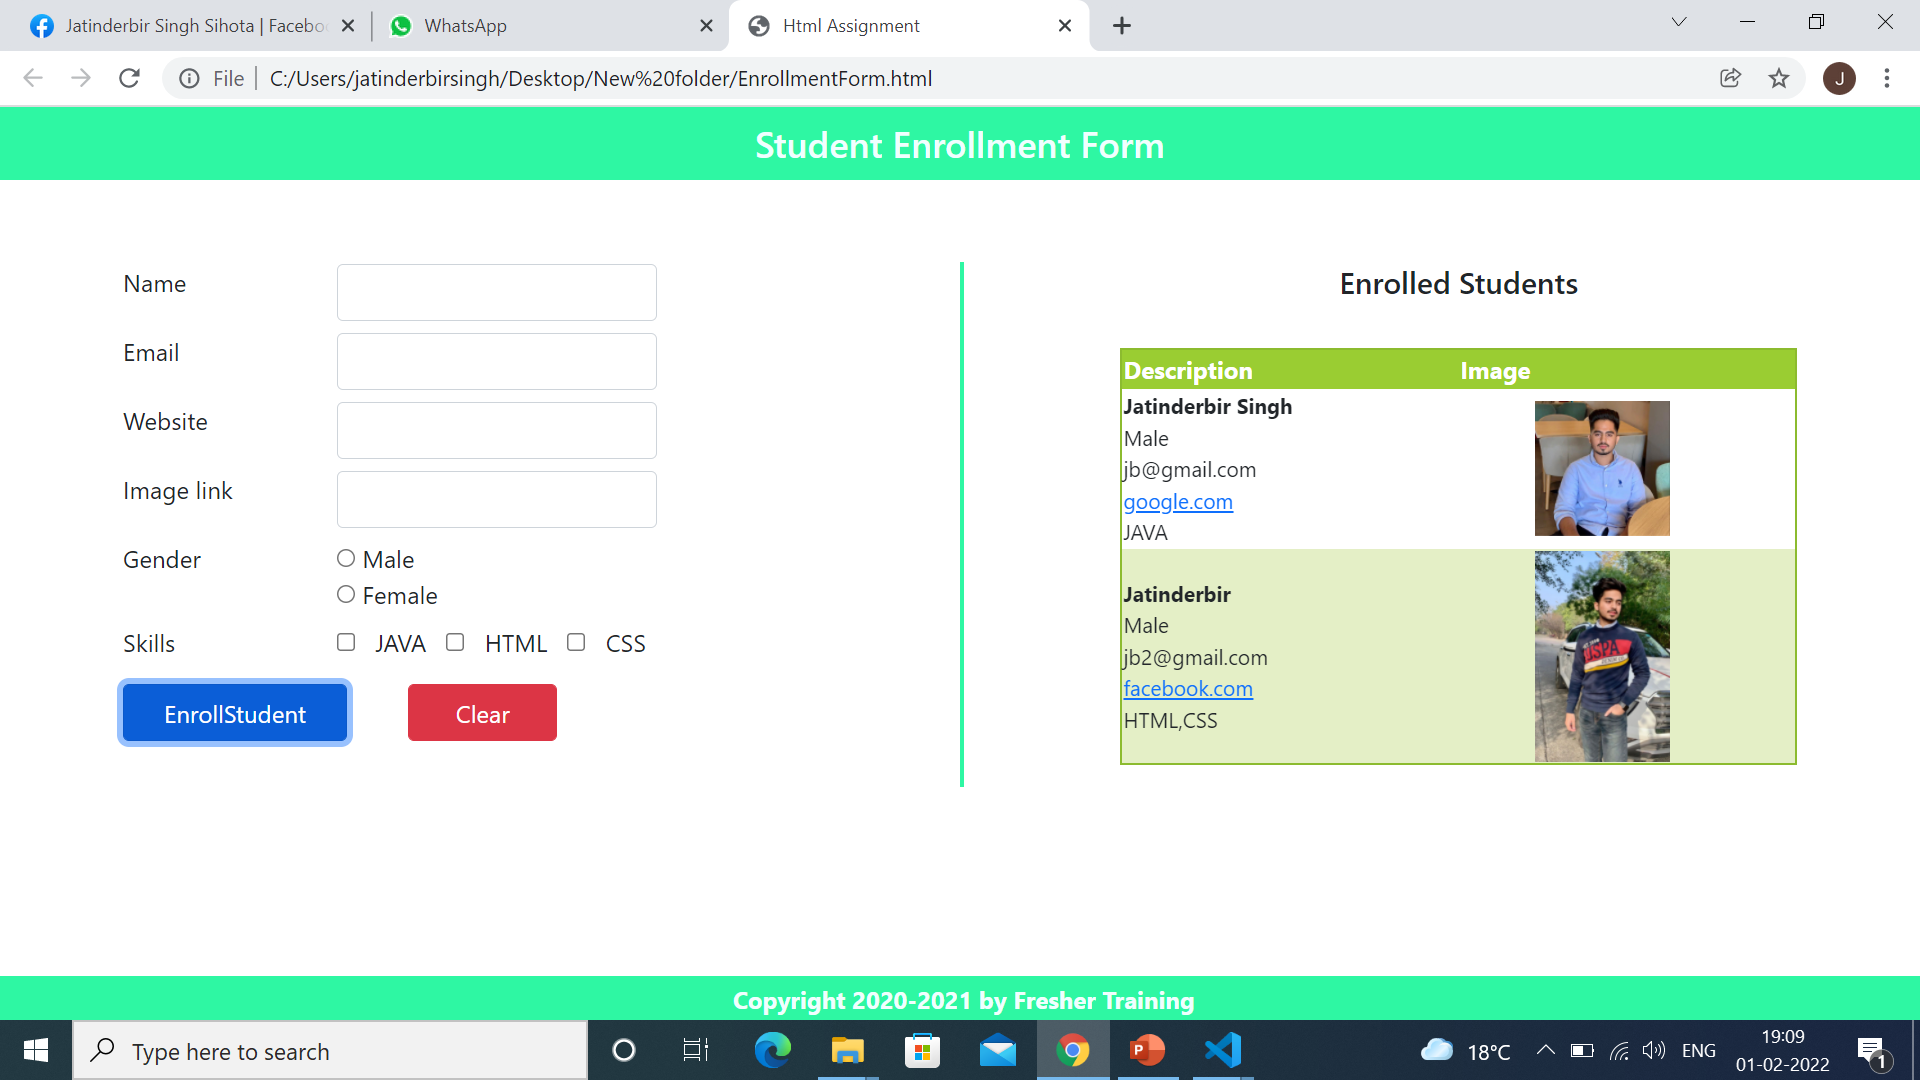 Jatinderbir Singh Sihota | Facebo
WhatsApp
Html Assignment
File
C:/Users/jatinderbirsingh/Desktop/New%20folder/EnrollmentForm.html
J
Student Enrollment Form
Name
Email
Website
Image link
Gender
Male
Female
Skills
JAVA HTML CSS
EnrollStudent
Clear
Enrolled Students
Description Image
Jatinderbir Singh
Male
jb@gmail.com
google.com
JAVA
Jatinderbir
Male
jb2@gmail.com
facebook.com
HTML,CSS
Copyright 2020-2021 by Fresher Training
Type here to search
P
18°C
ENG
19:09
01-02-2022
1